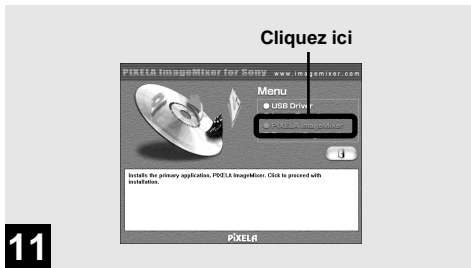 Cliquez ici
PIXELA ImageMixer for Sony www.imagemixer.com
Menu
USB Driver
PIXELA ImageMixer
Installs the primary application, PIXELA ImageMixer. Click to proceed with
installation.
PIXELA
11